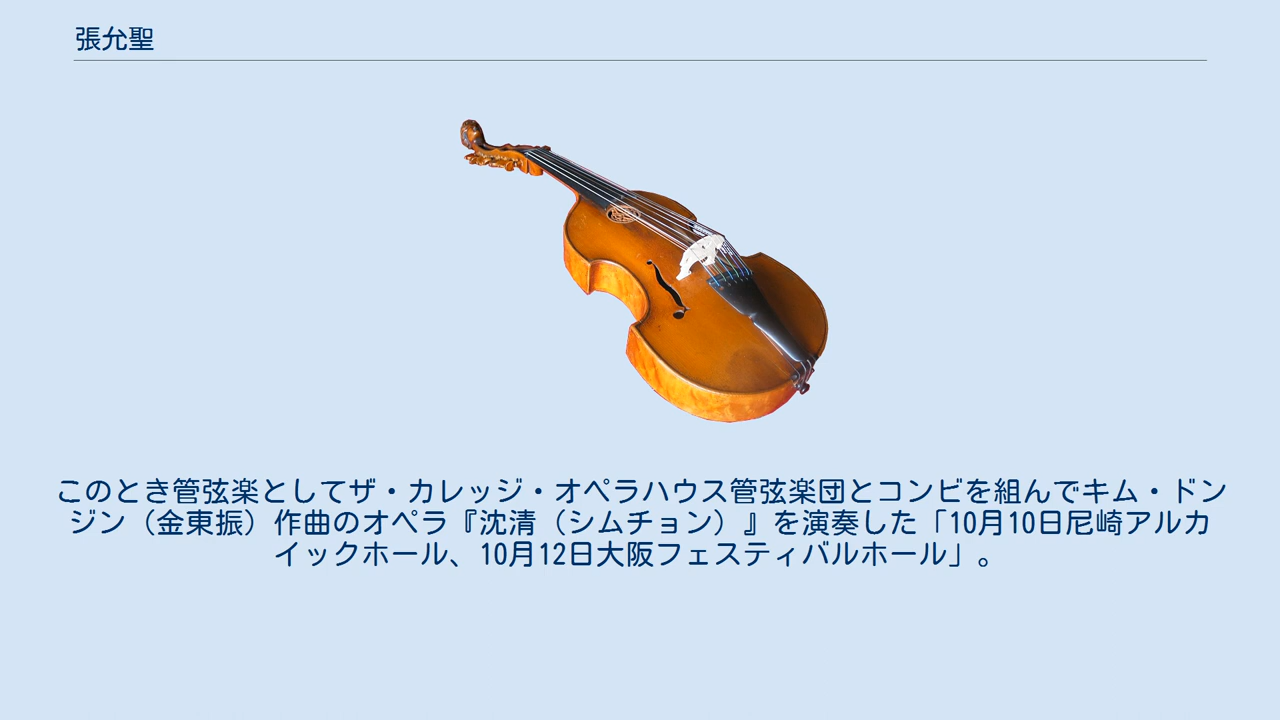 張允聖
このとき管弦楽としてザ・カレッジ・オペラハウス管弦楽団とコンビを組んでキム・ドン
ジン（金東振）作曲のオペラ『沈清（シムチョン）』を演奏した「10月10日尼崎アルカ
イックホール、10月12日大阪フェスティバルホール」。